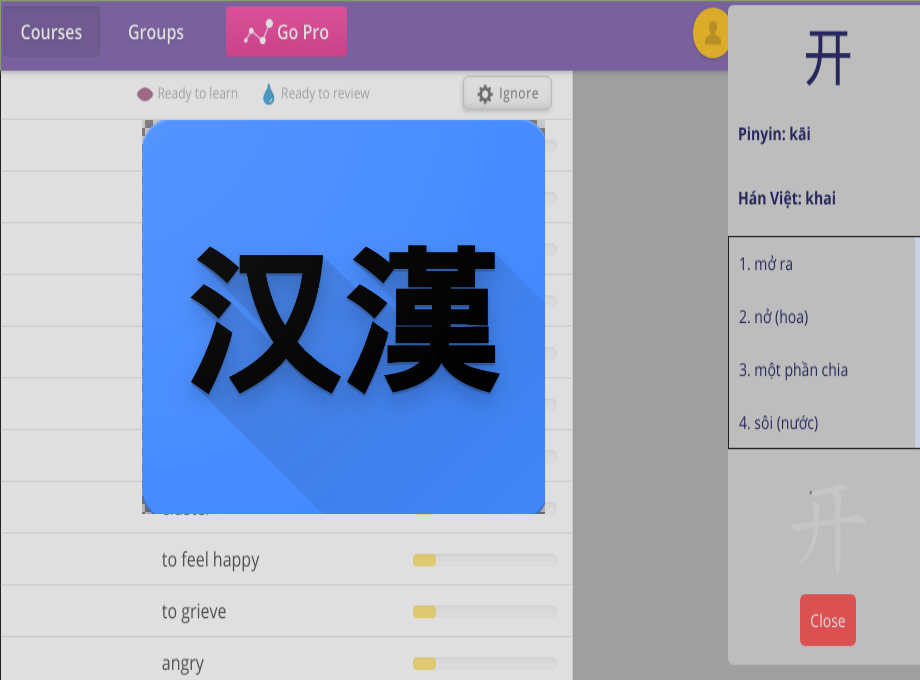 Courses
Groups
Go Pro
Ready to learn
Ready to review
Ignore
汉漢
to feel happy
to grieve
angry
开
Pinyin: kāi
Hán Việt: khai
1. mở ra
2. nở (hoa)
3. một phần chia
4. sôi (nước)
开
Close